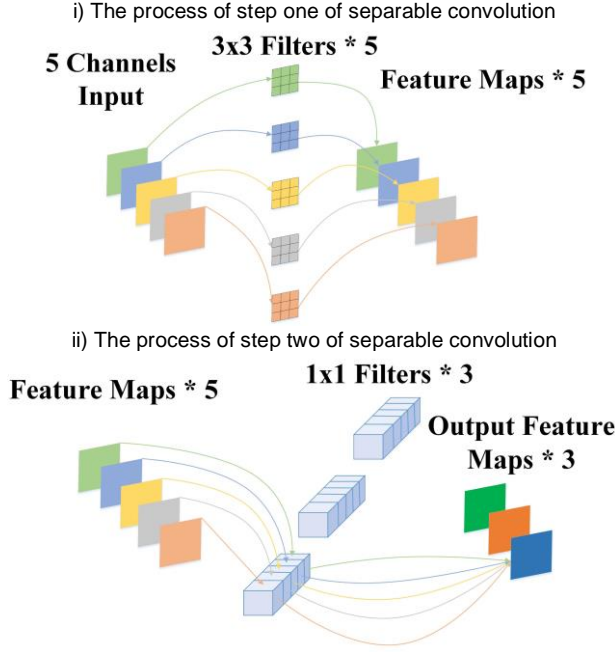 i) The process of step one of separable convolution
3x3 Filters * 5
5 Channels
Input
Feature Maps * 5
ii) The process of step two of separable convolution
1x1 Filters * 3
Feature Maps * 5
Output Feature
Maps * 3